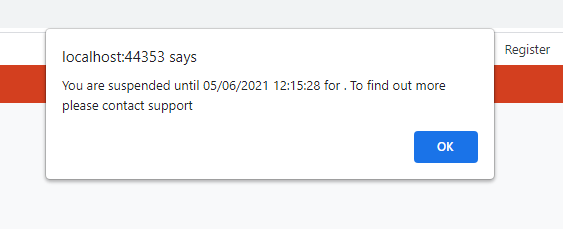 localhost:44353 says
Register
You are suspended until 05/06/2021 12:15:28 for . To find out more
please contact support
OK